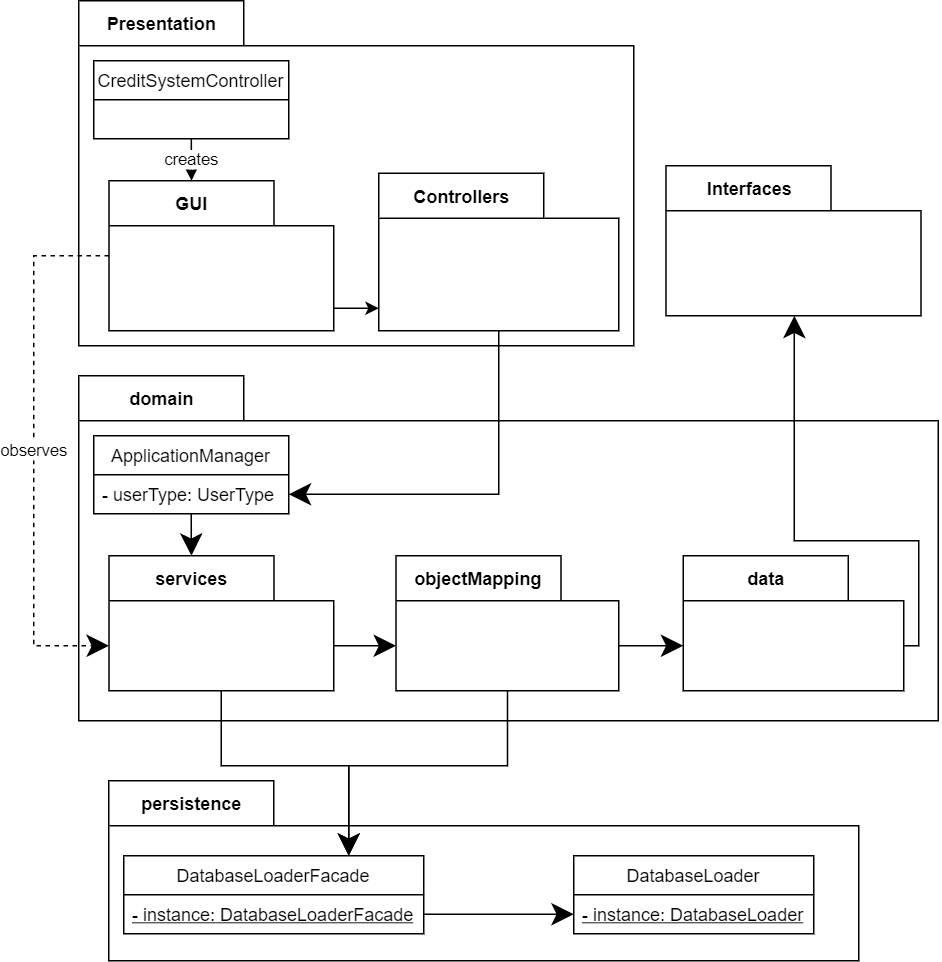 Presentation
CreditSystemController
creates
GUI
Controllers
Interfaces
domain
observes
ApplicationManager
- userType: UserType
services
objectMapping
data
persistence
DatabaseLoaderFacade
- instance: DatabaseLoaderFacade
DatabaseLoader
- instance: DatabaseLoader